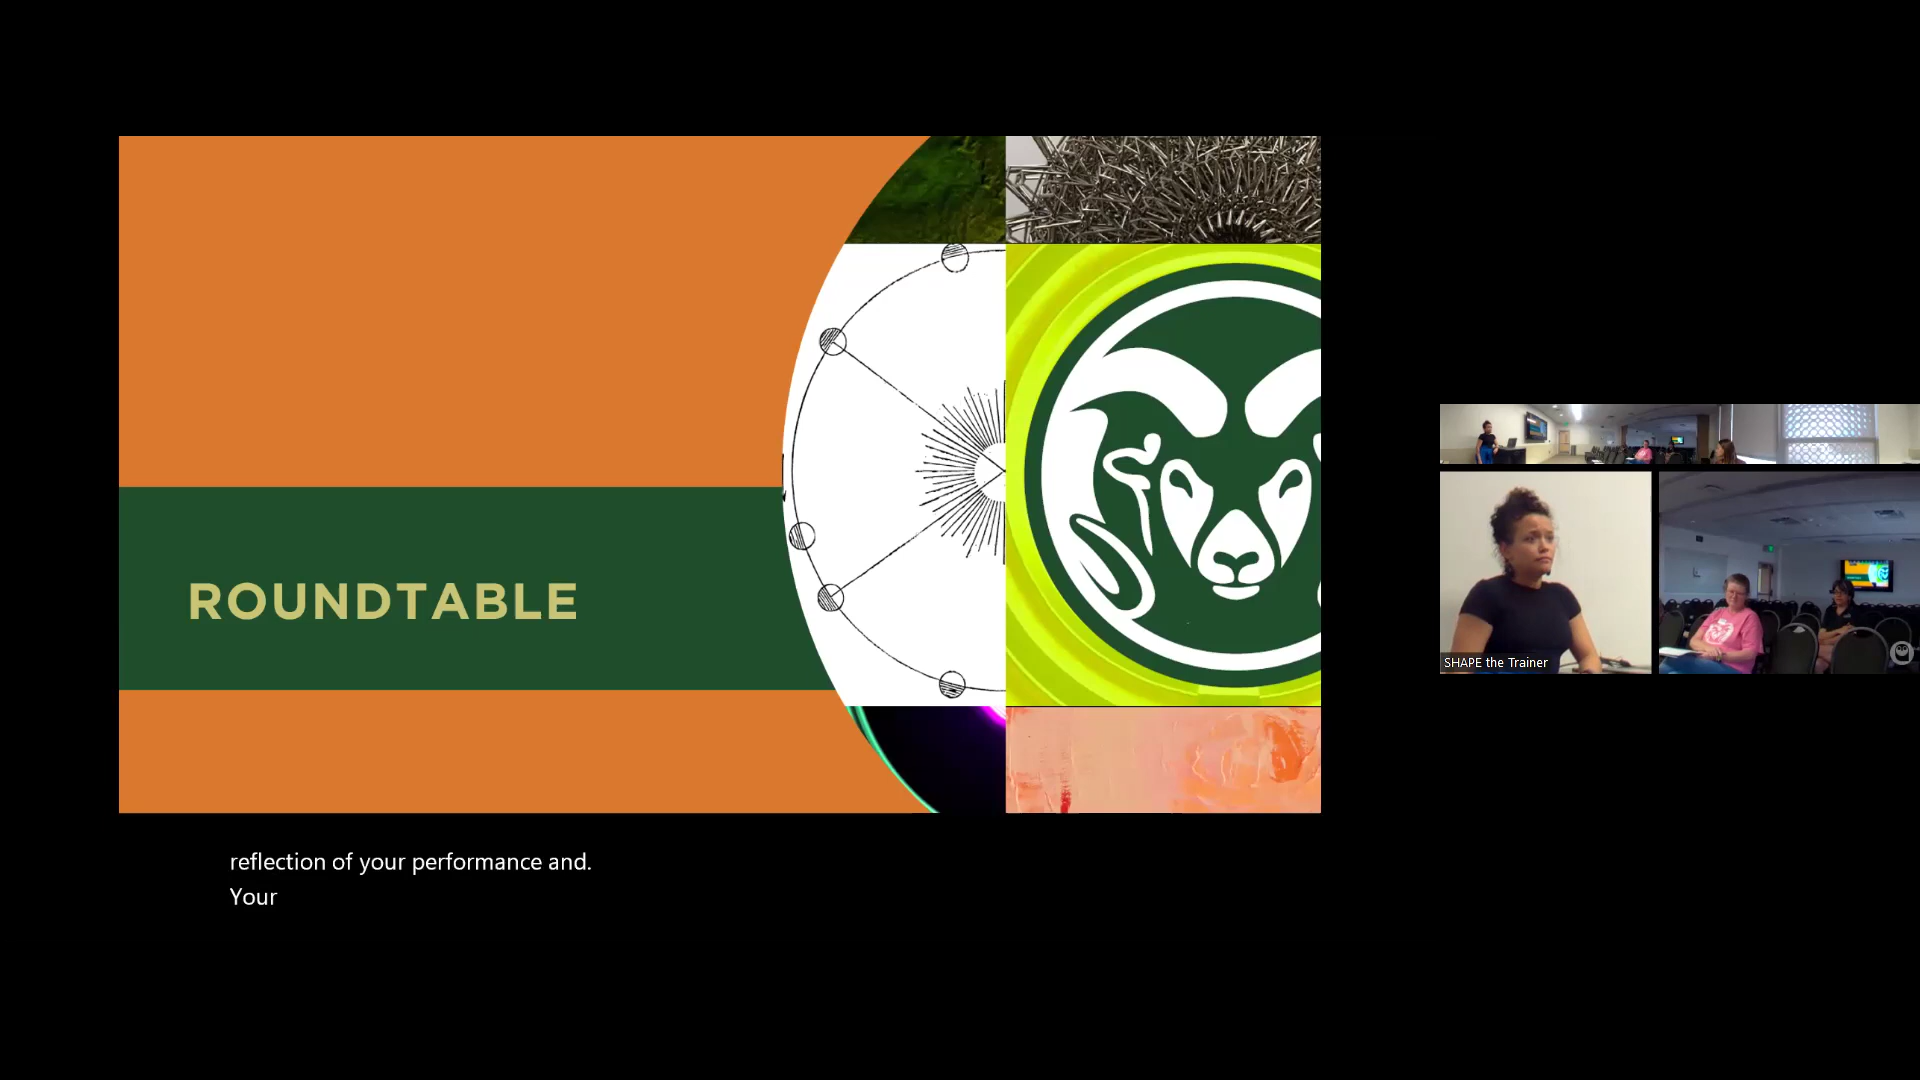 ROUNDTABLE
SHAPE the Trainer
reflection of your performance and.
Your